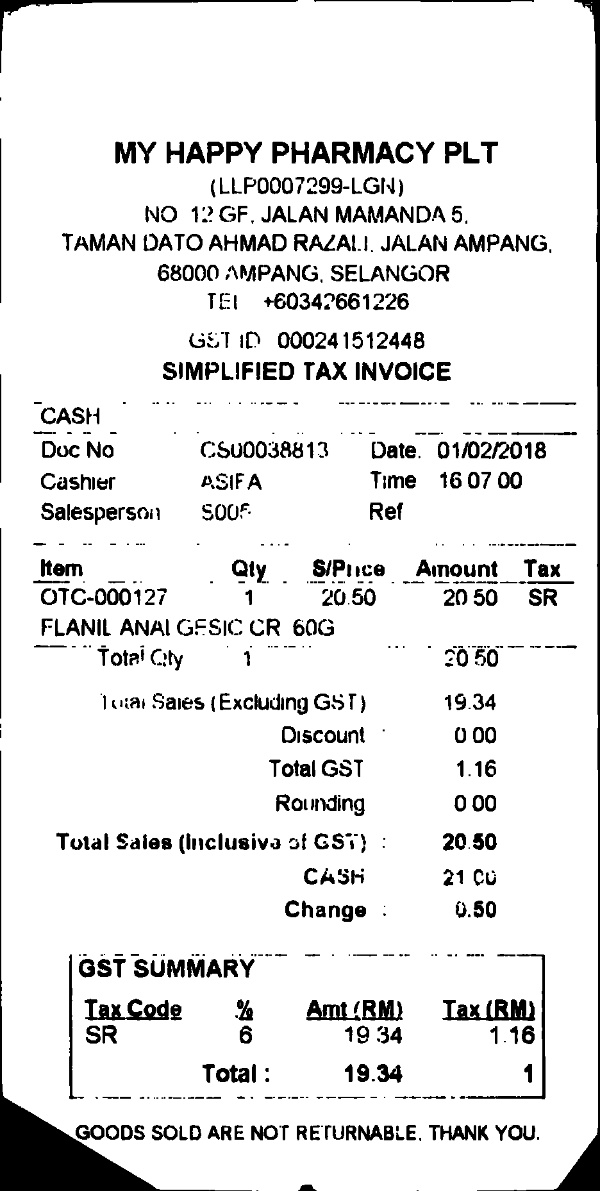 MY HAPPY PHARMACY PLT
(LLP0007299-LGN)
NO 12 GF, JALAN MAMANDA 5,
TAMAN DATO AHMAD RAZALI, JALAN AMPANG,
68000 AMPANG, SELANGOR
TEL +60342661226
GST ID 000241512448
SIMPLIFIED TAX INVOICE
CASH
Doc No CS00038813 Date. 01/02/2018
Cashier ASIFA Time 16 07 00
Salesperson Ref
Item Qty S/Price Amount Tax
OTC-000127 1 20.50 20 50 SR
FLANIL ANALGESIC CR 60G
Total Qty 1 20 50
Total Sales (Excluding GST) 19.34
Discount : 0 00
Total GST 1.16
Rounding 0 00
Total Sales (Inclusive of GST) : 20.50
CASH 21 00
Change : 0.50
GST SUMMARY
Tax Code % Amt (RM) Tax (RM)
SR 6 19 34 1.16
Total : 19.34 1
GOODS SOLD ARE NOT RETURNABLE, THANK YOU.